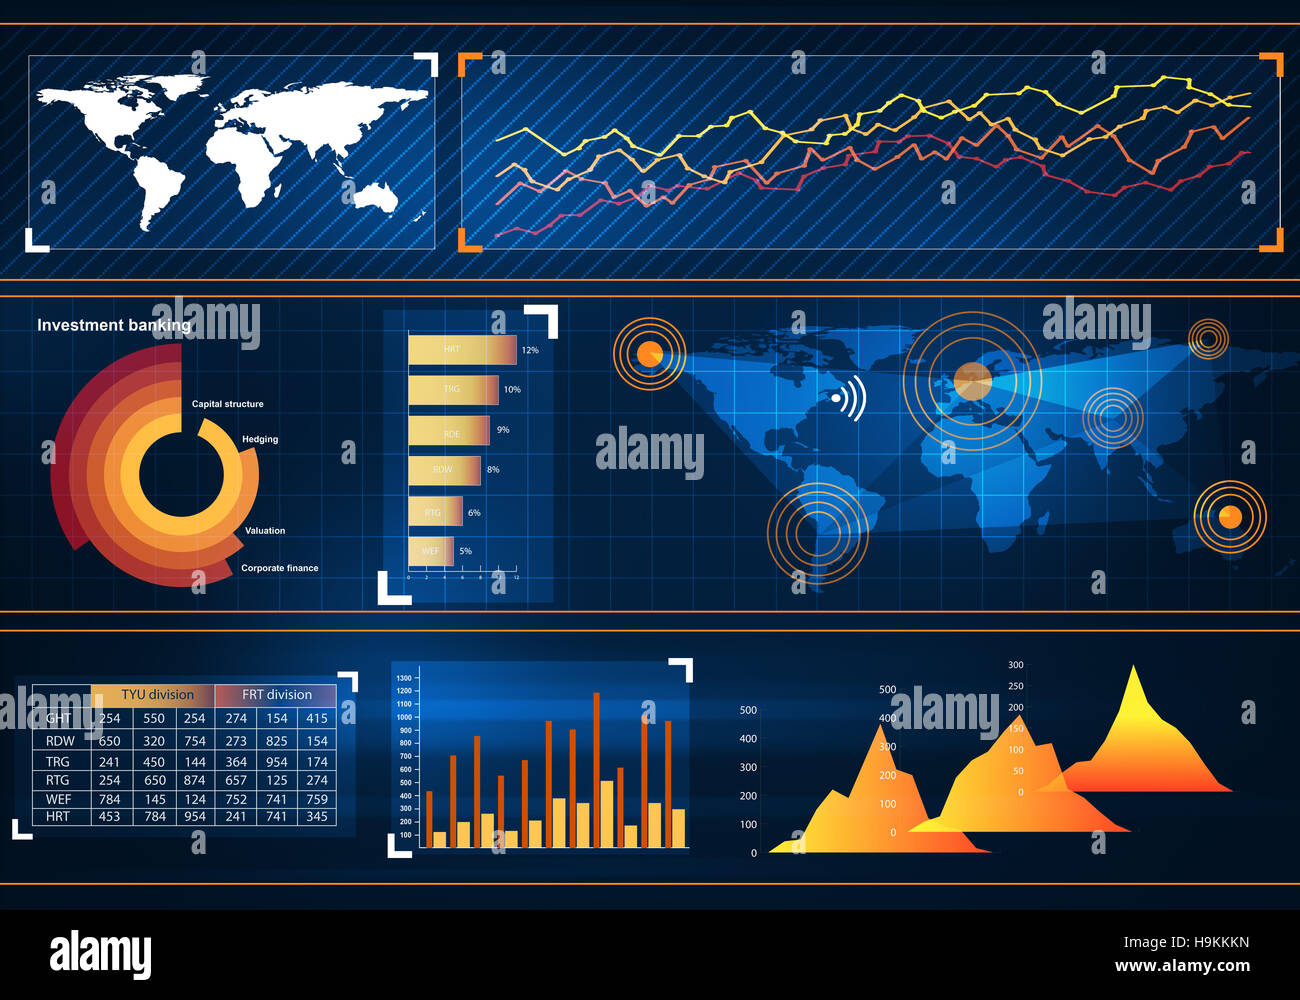 Investment banking
Capital structure
Hedging
Valuation
Corporate finance
HRT 12%
TRG 10%
RDE 9%
RDW 8%
RTG 6%
WEF 5%
0 2 4 6 8 10 12
TYU division FRT division
GHT 254 550 254 274 154 415
RDW 650 320 754 273 825 154
TRG 241 450 144 364 954 174
RTG 254 650 874 657 125 274
WEF 784 145 124 752 741 759
HRT 453 784 954 241 741 345
1300
1200
1100
1000
900
800
700
600
500
400
300
200
100
500
400
300
200
100
0
500
400
300
200
100
0
300
250
200
150
100
50
0
alamy
Image ID: H9KKKN
www.alamy.com